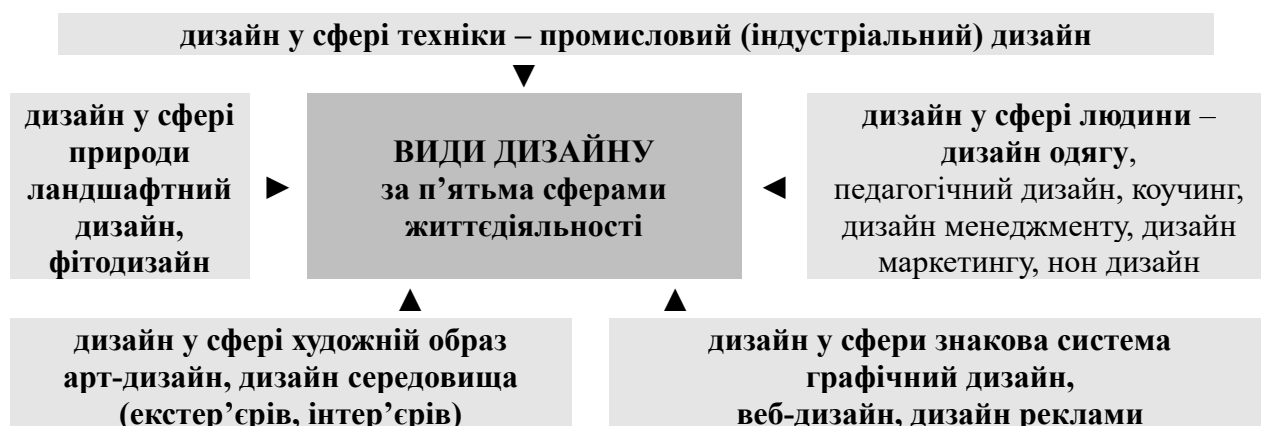 дизайн у сфері техніки – промисловий (індустріальний) дизайн
дизайн у сфері
природи
ландшафтний
дизайн,
фітодизайн
ВИДИ ДИЗАЙНУ
за п’ятьма сферами
життєдіяльності
дизайн у сфері людини –
дизайн одягу,
педагогічний дизайн, коучинг,
дизайн менеджменту, дизайн
маркетингу, нон дизайн
дизайн у сфері художній образ
арт-дизайн, дизайн середовища
(екстер’єрів, інтер’єрів)
дизайн у сфери знакова система
графічний дизайн,
веб-дизайн, дизайн реклами